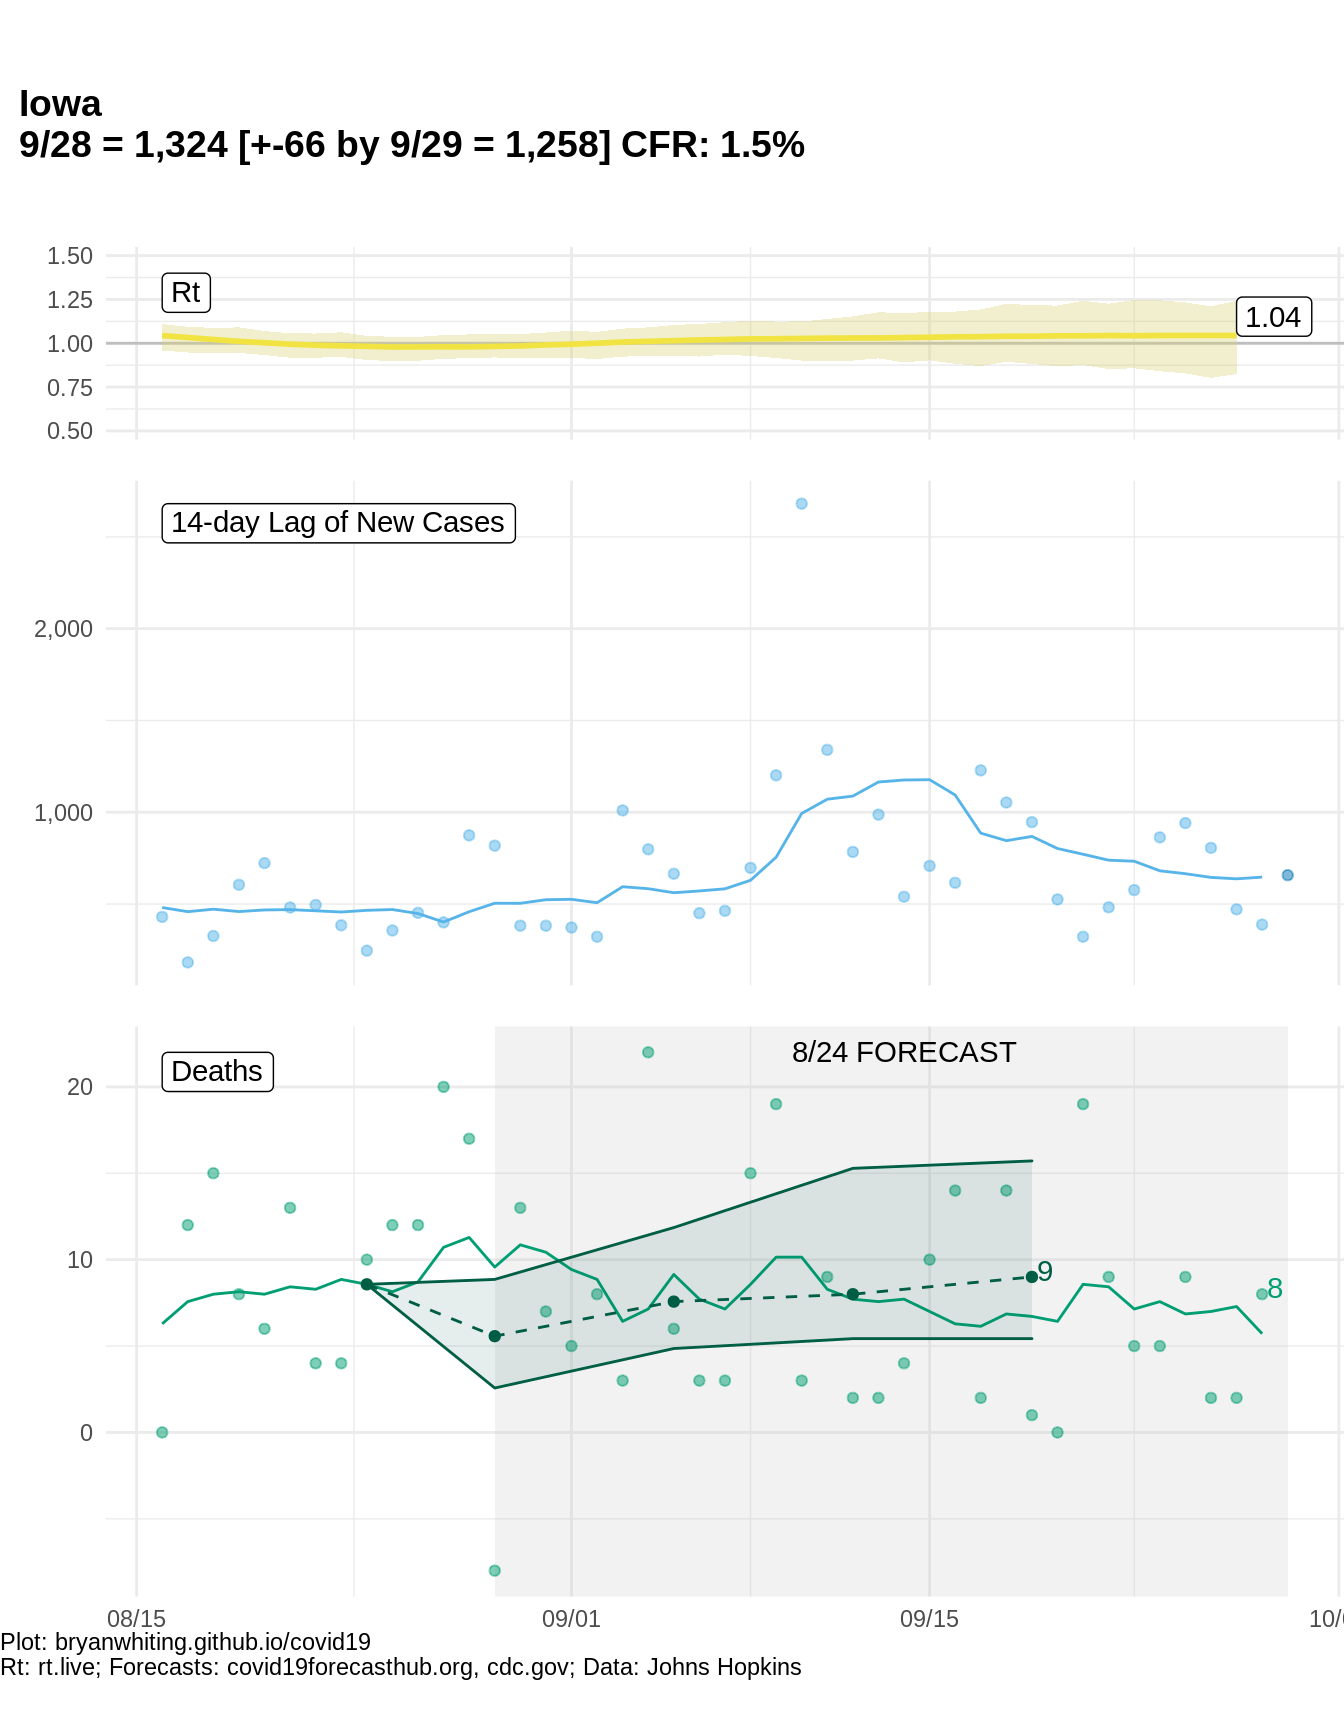 Iowa
9/28 = 1,324 [+-66 by 9/29 = 1,258] CFR: 1.5%
1.50
1.25
1.00
0.75
0.50
Rt
1.04
14-day Lag of New Cases
2,000
1,000
Deaths
8/24 FORECAST
20
10
0
9
8
08/15
09/01
09/15
Plot: bryanwhiting.github.io/covid19
Rt: rt.live; Forecasts: covid19forecasthub.org, cdc.gov; Data: Johns Hopkins